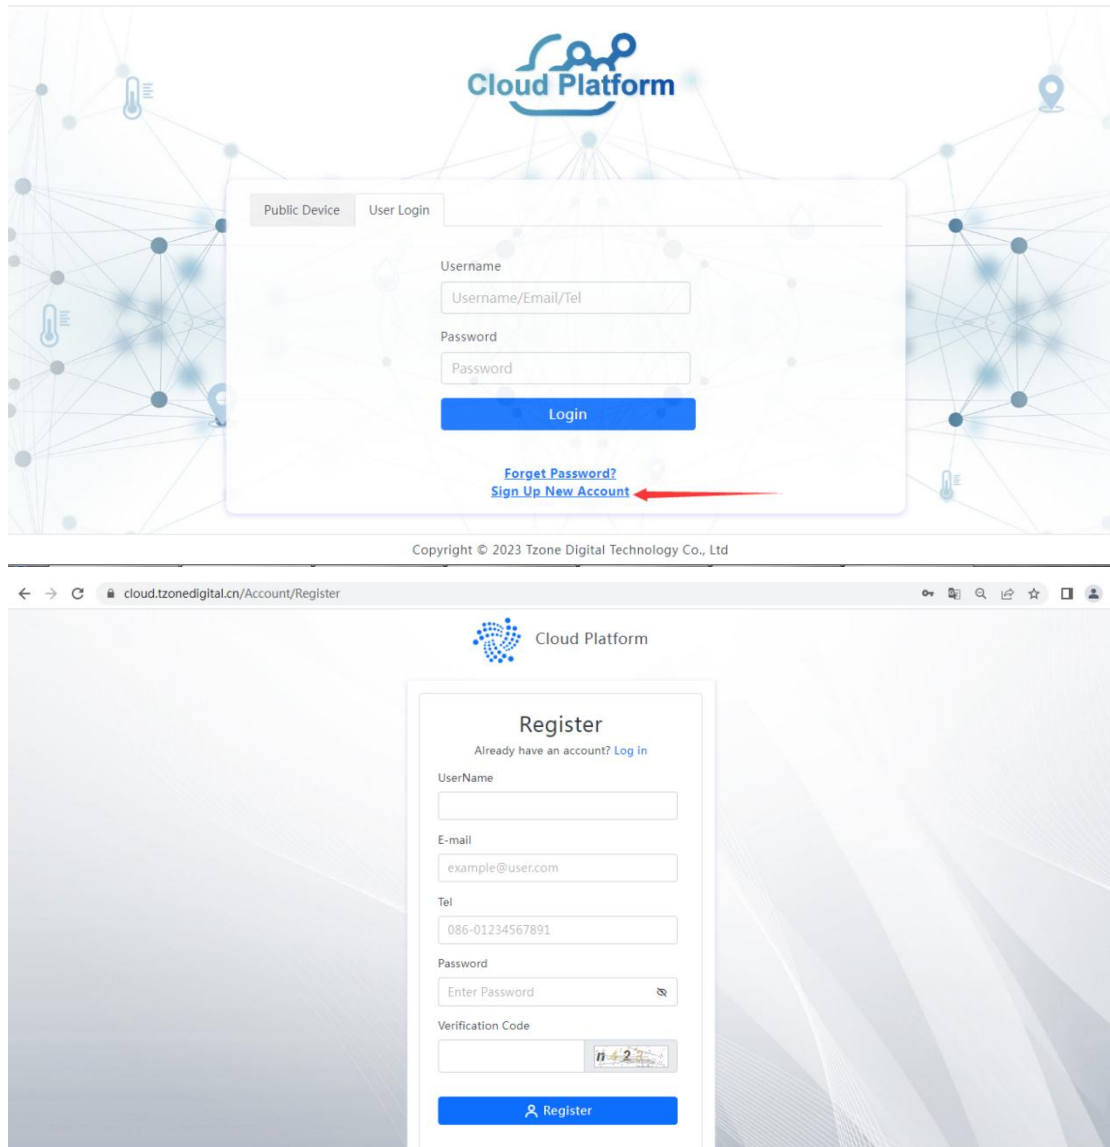 Cloud Platform
Public Device User Login
Username
Username/Email/Tel
Password
Password
Login
Forget Password?
Sign Up New Account
Copyright © 2023 Tzone Digital Technology Co., Ltd
cloud.tzonedigital.cn/Account/Register
Cloud Platform
Register
Already have an account? Log in
UserName
E-mail
example@user.com
Tel
086-01234567891
Password
Enter Password
Verification Code
Register